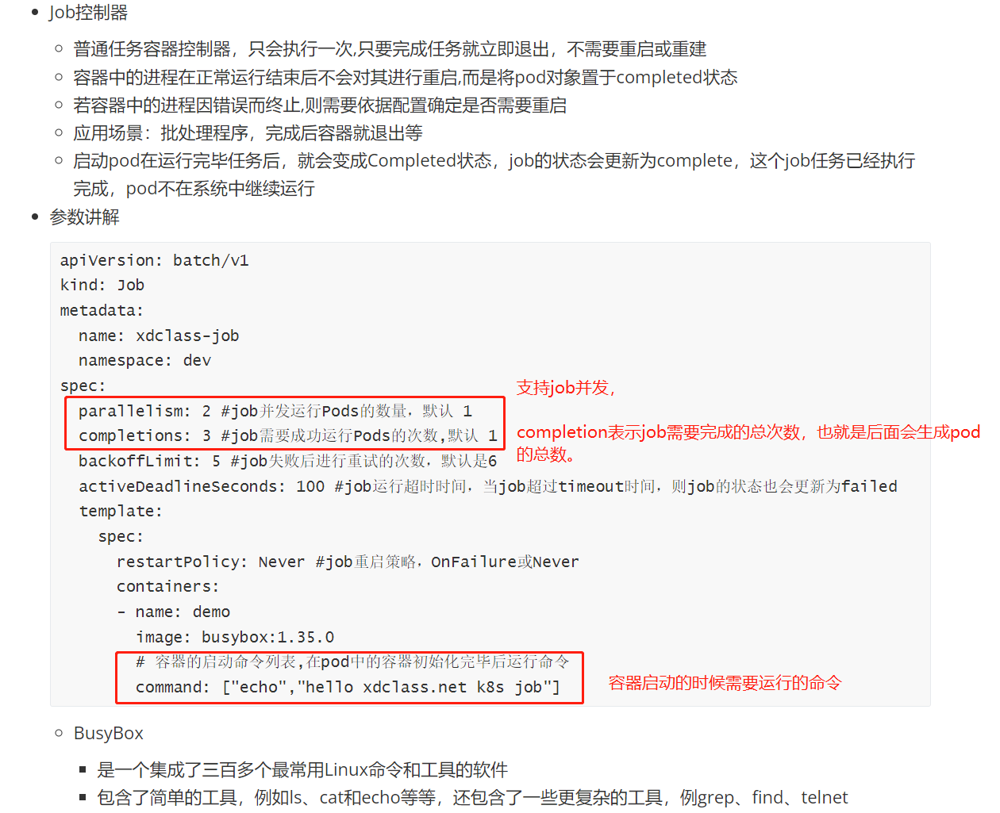 Job控制器
普通任务容器控制器，只会执行一次,只要完成任务就立即退出，不需要重启或重建
容器中的进程在正常运行结束后不会对其进行重启,而是将pod对象置于completed状态
若容器中的进程因错误而终止,则需要依据配置确定是否需要重启
应用场景：批处理程序，完成后容器就退出等
启动pod在运行完毕任务后，就会变成Completed状态，job的状态会更新为complete，这个job任务已经执行
完成，pod不在系统中继续运行
参数讲解
apiVersion: batch/v1
kind: Job
metadata:
  name: xdclass-job
  namespace: dev
spec:
支持job并发，
  parallelism: 2 #job并发运行Pods的数量，默认 1
  completions: 3 #job需要成功运行Pods的次数,默认 1
completion表示job需要完成的总次数，也就是后面会生成pod
的总数。
  backoffLimit: 5 #job失败后进行重试的次数，默认是6
  activeDeadlineSeconds: 100 #job运行超时时间，当job超过timeout时间，则job的状态也会更新为failed
  template:
    spec:
      restartPolicy: Never #job重启策略，OnFailure或Never
      containers:
      - name: demo
        image: busybox:1.35.0
        # 容器的启动命令列表,在pod中的容器初始化完毕后运行命令
        command: ["echo","hello xdclass.net k8s job"]
容器启动的时候需要运行的命令
BusyBox
是一个集成了三百多个最常用Linux命令和工具的软件
包含了简单的工具，例如ls、cat和echo等等，还包含了一些更复杂的工具，例grep、find、telnet